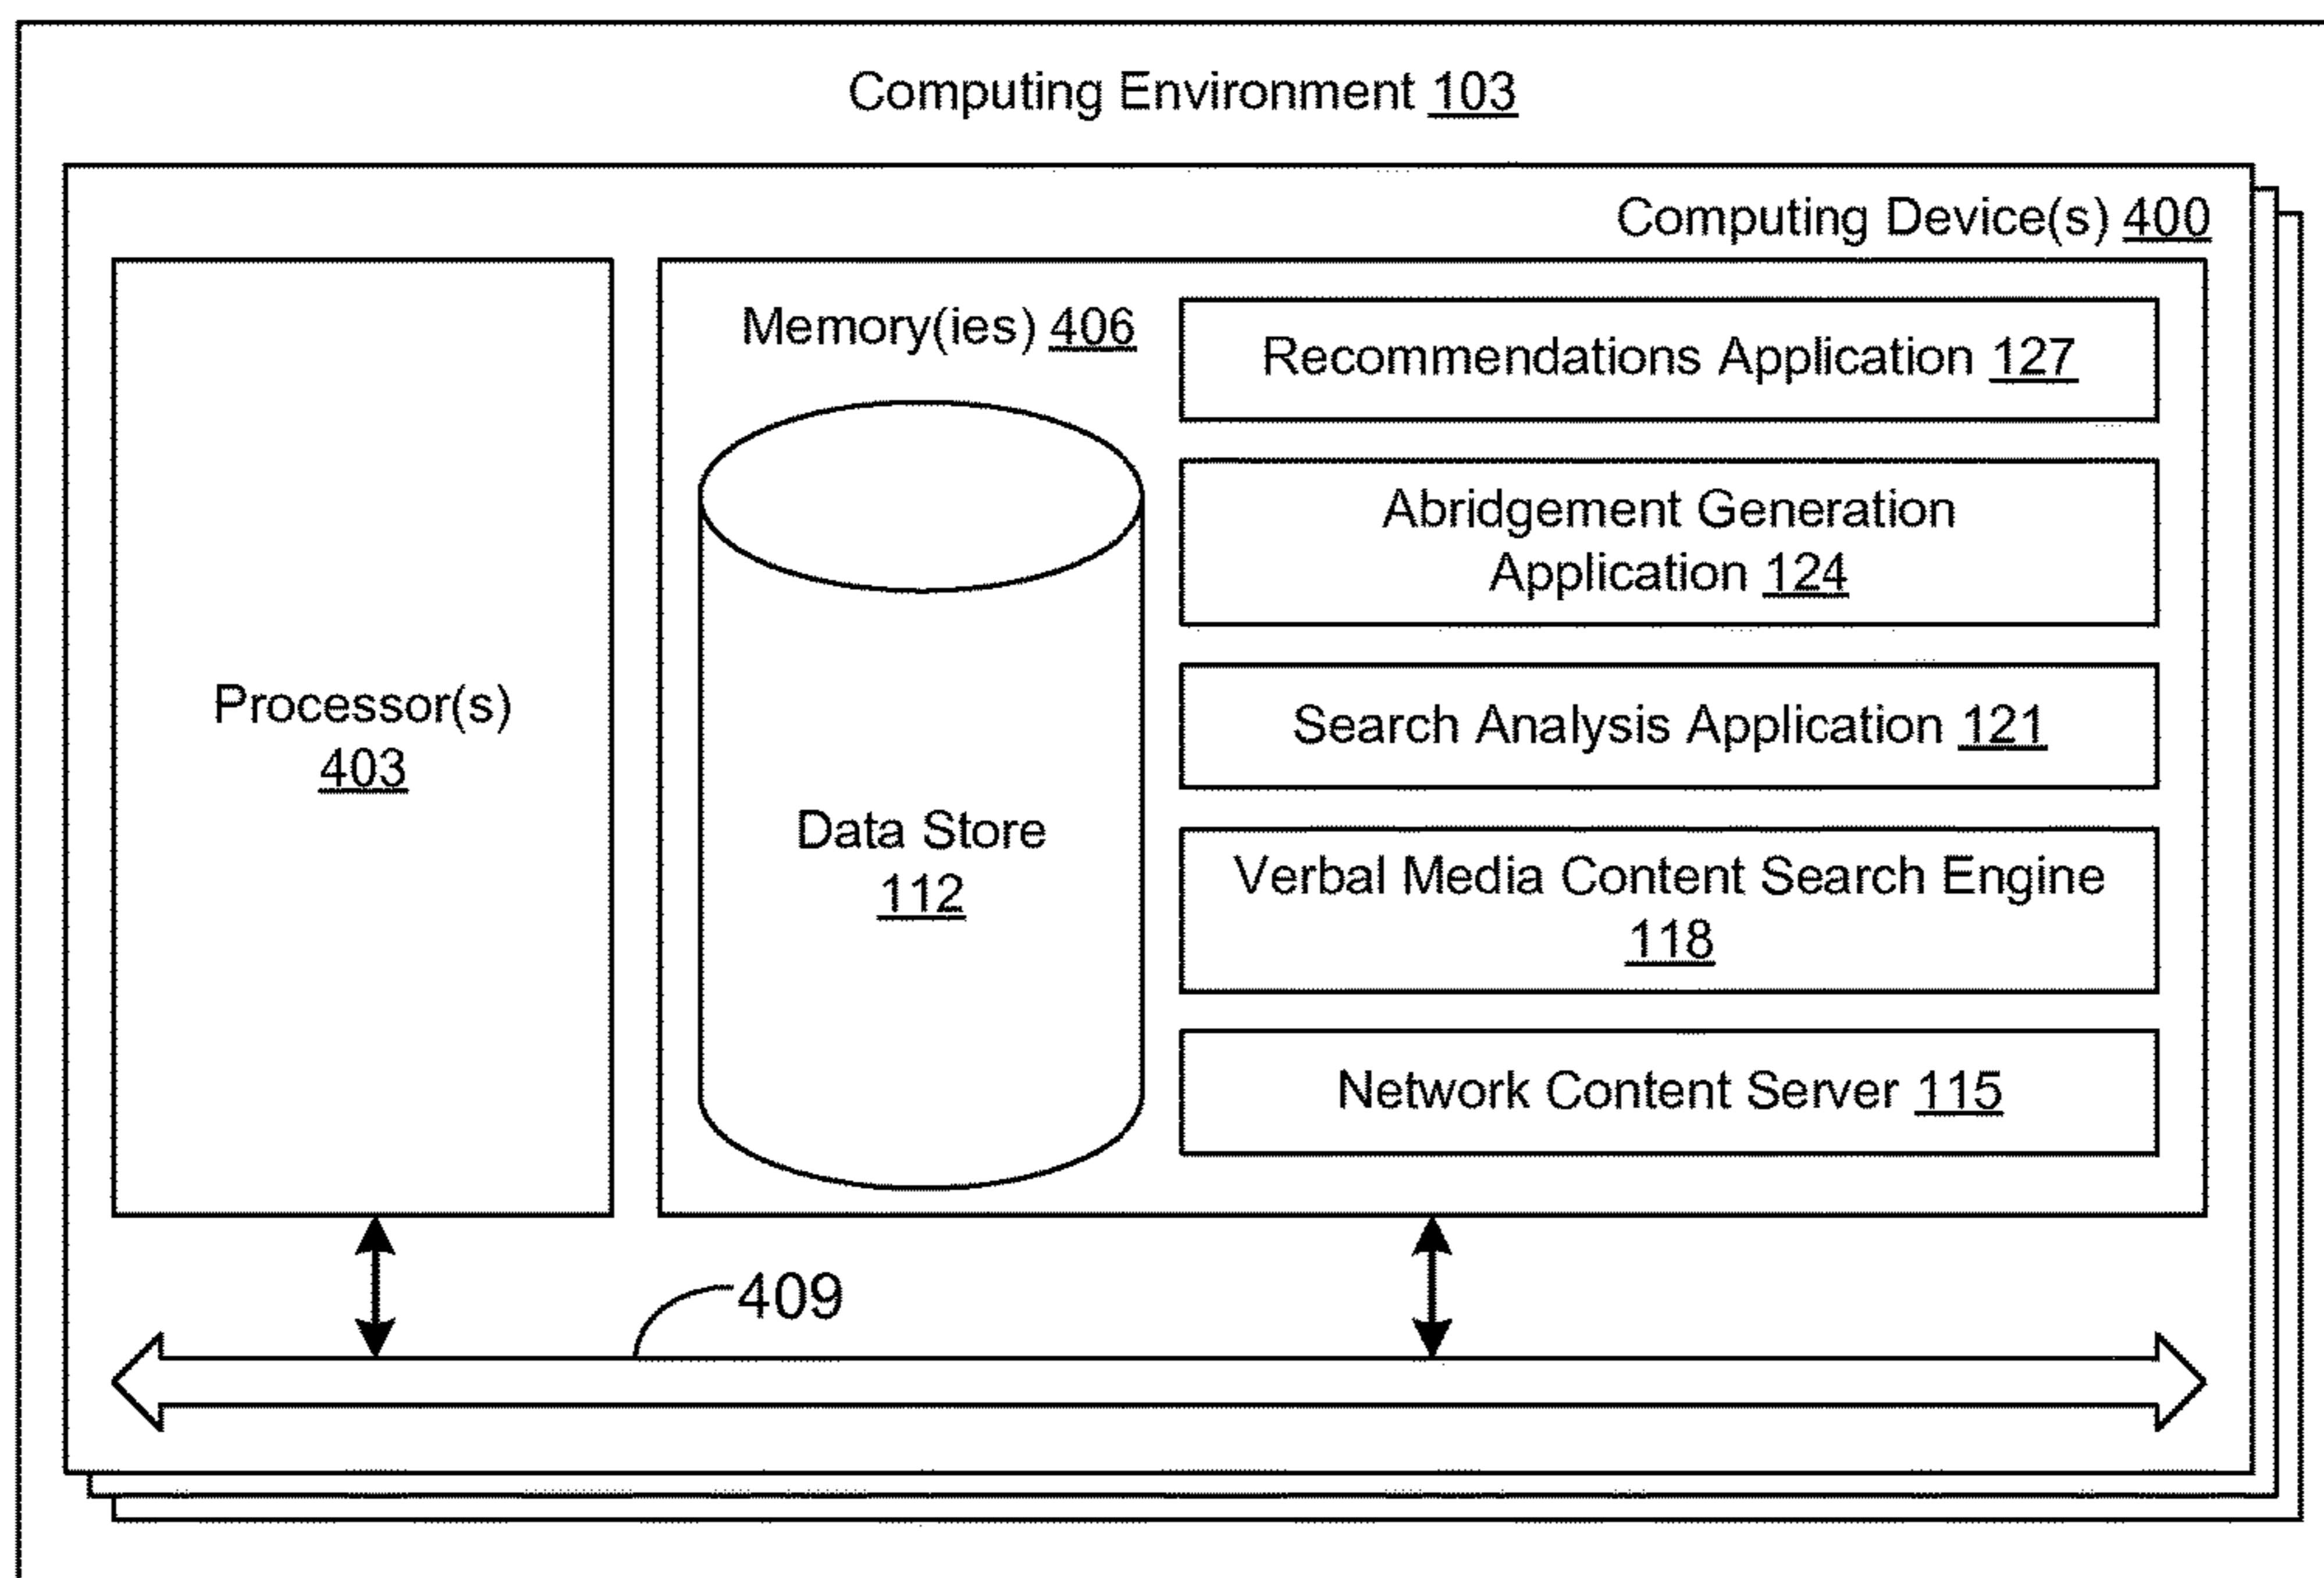 Computing Environment 103
Computing Device(s) 400
Processor(s)
403
Memory(ies) 406
Data Store
112
Recommendations Application 127
Abridgement Generation
Application 124
Search Analysis Application 121
Verbal Media Content Search Engine
118
Network Content Server 115
409